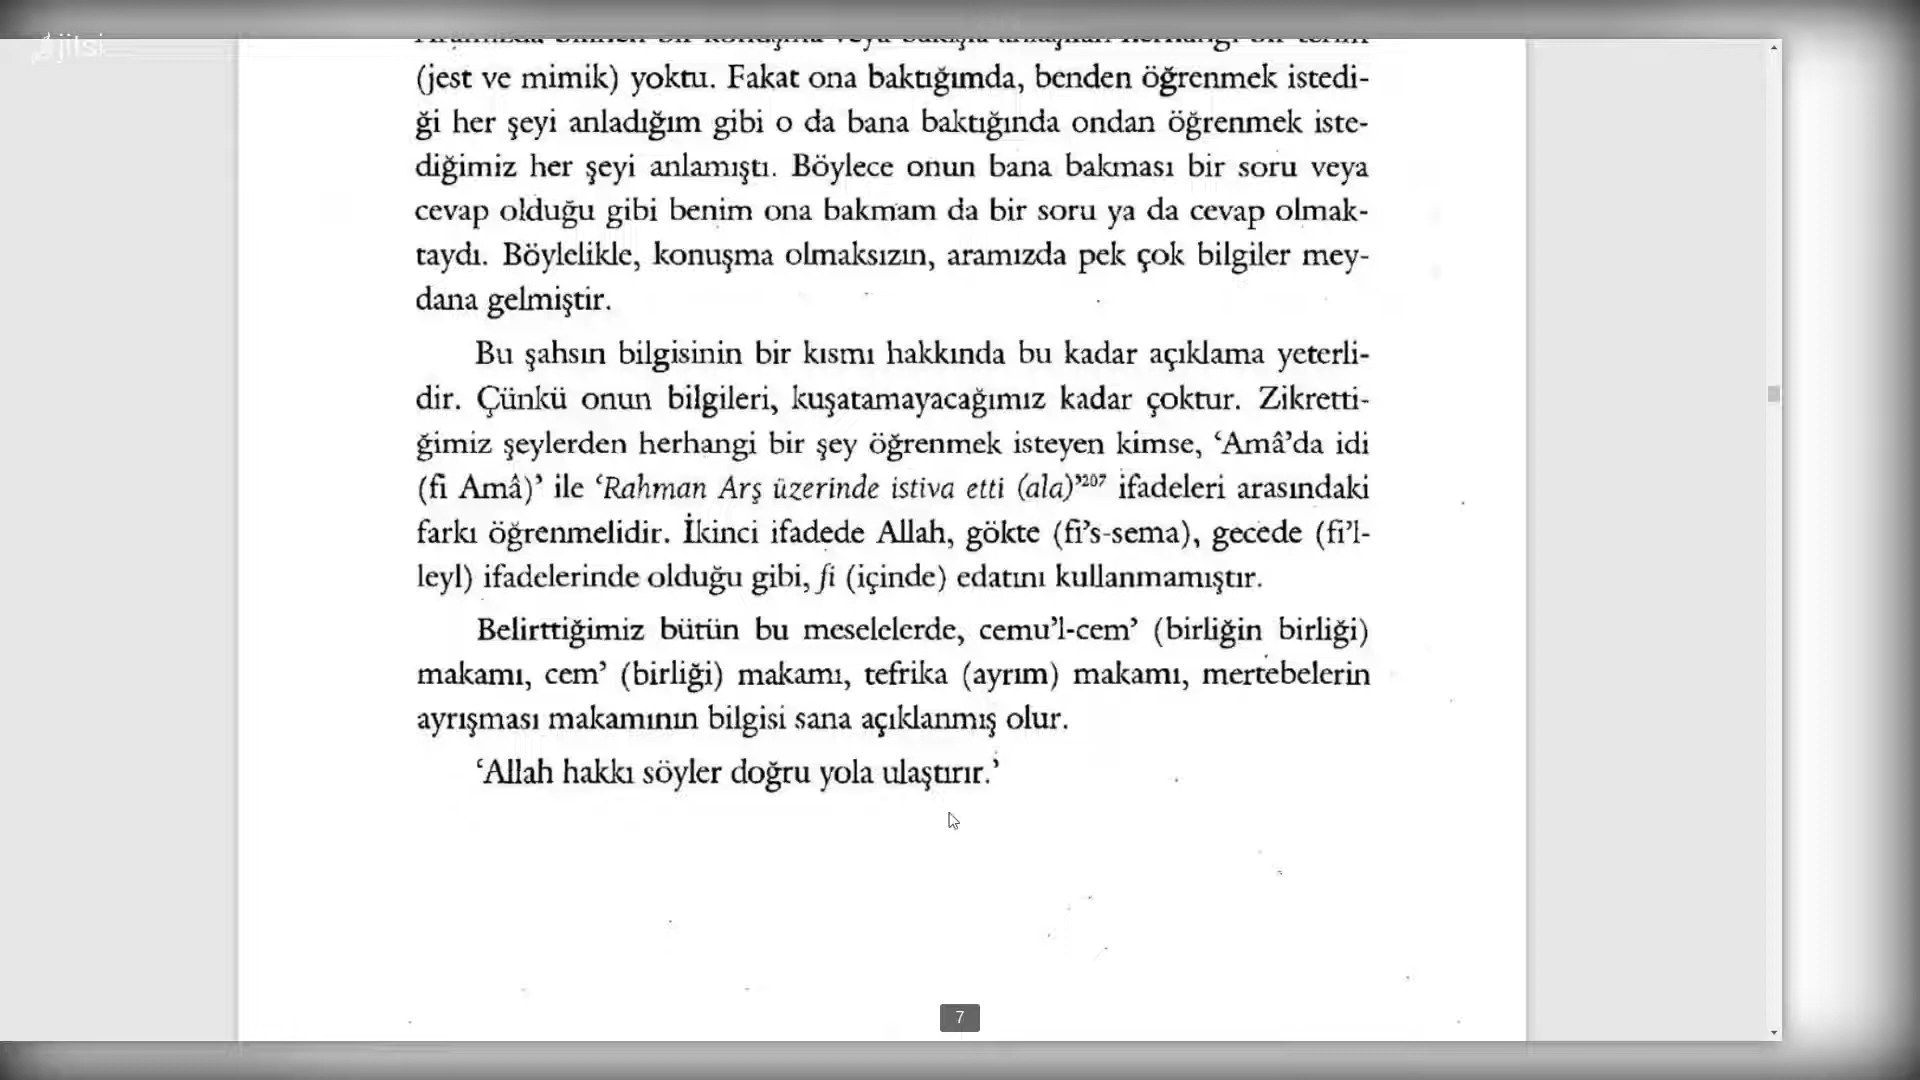 jitsi
(jest ve mimik) yoktu. Fakat ona baktığımda, benden öğrenmek istedi-
ği her şeyi anladığım gibi o da bana baktığında ondan öğrenmek iste-
diğimiz her şeyi anlamıştı. Böylece onun bana bakması bir soru veya
cevap olduğu gibi benim ona bakmam da bir soru ya da cevap olmak-
taydı. Böylelikle, konuşma olmaksızın, aramızda pek çok bilgiler mey-
dana gelmiştir.
Bu şahsın bilgisinin bir kısmı hakkında bu kadar açıklama yeterli-
dir. Çünkü onun bilgileri, kuşatamayacağımız kadar çoktur. Zikretti-
ğimiz şeylerden herhangi bir şey öğrenmek isteyen kimse, ‘Amâ’da idi
(fi Amâ)’ ile ‘Rahman Arş üzerinde istiva etti (ala)’²⁰⁷ ifadeleri arasındaki
farkı öğrenmelidir. İkinci ifadede Allah, gökte (fi’s-sema), gecede (fi’l-
leyl) ifadelerinde olduğu gibi, fi (içinde) edatını kullanmamıştır.
Belirttiğimiz bütün bu meselelerde, cemu’l-cem’ (birliğin birliği)
makamı, cem’ (birliği) makamı, tefrika (ayrım) makamı, mertebelerin
ayrışması makamının bilgisi sana açıklanmış olur.
‘Allah hakkı söyler doğru yola ulaştırır.’
7